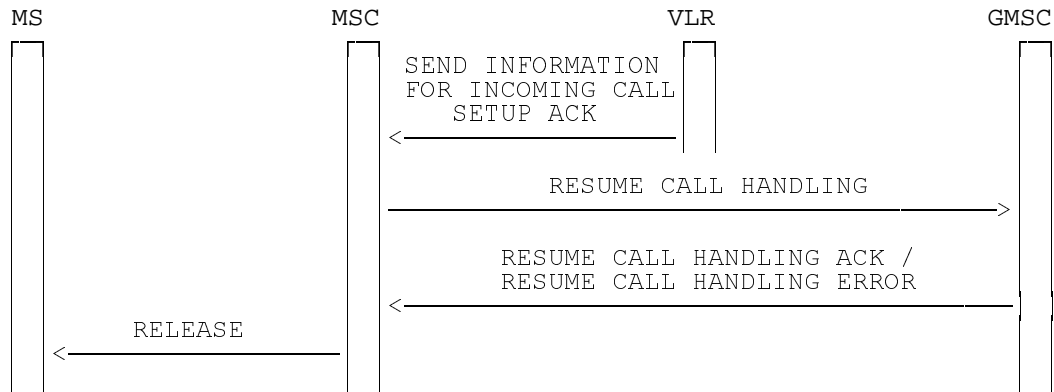 MS MSC VLR GMSC
SEND INFORMATION
FOR INCOMING CALL
SETUP ACK
RESUME CALL HANDLING
RESUME CALL HANDLING ACK /
RESUME CALL HANDLING ERROR
RELEASE